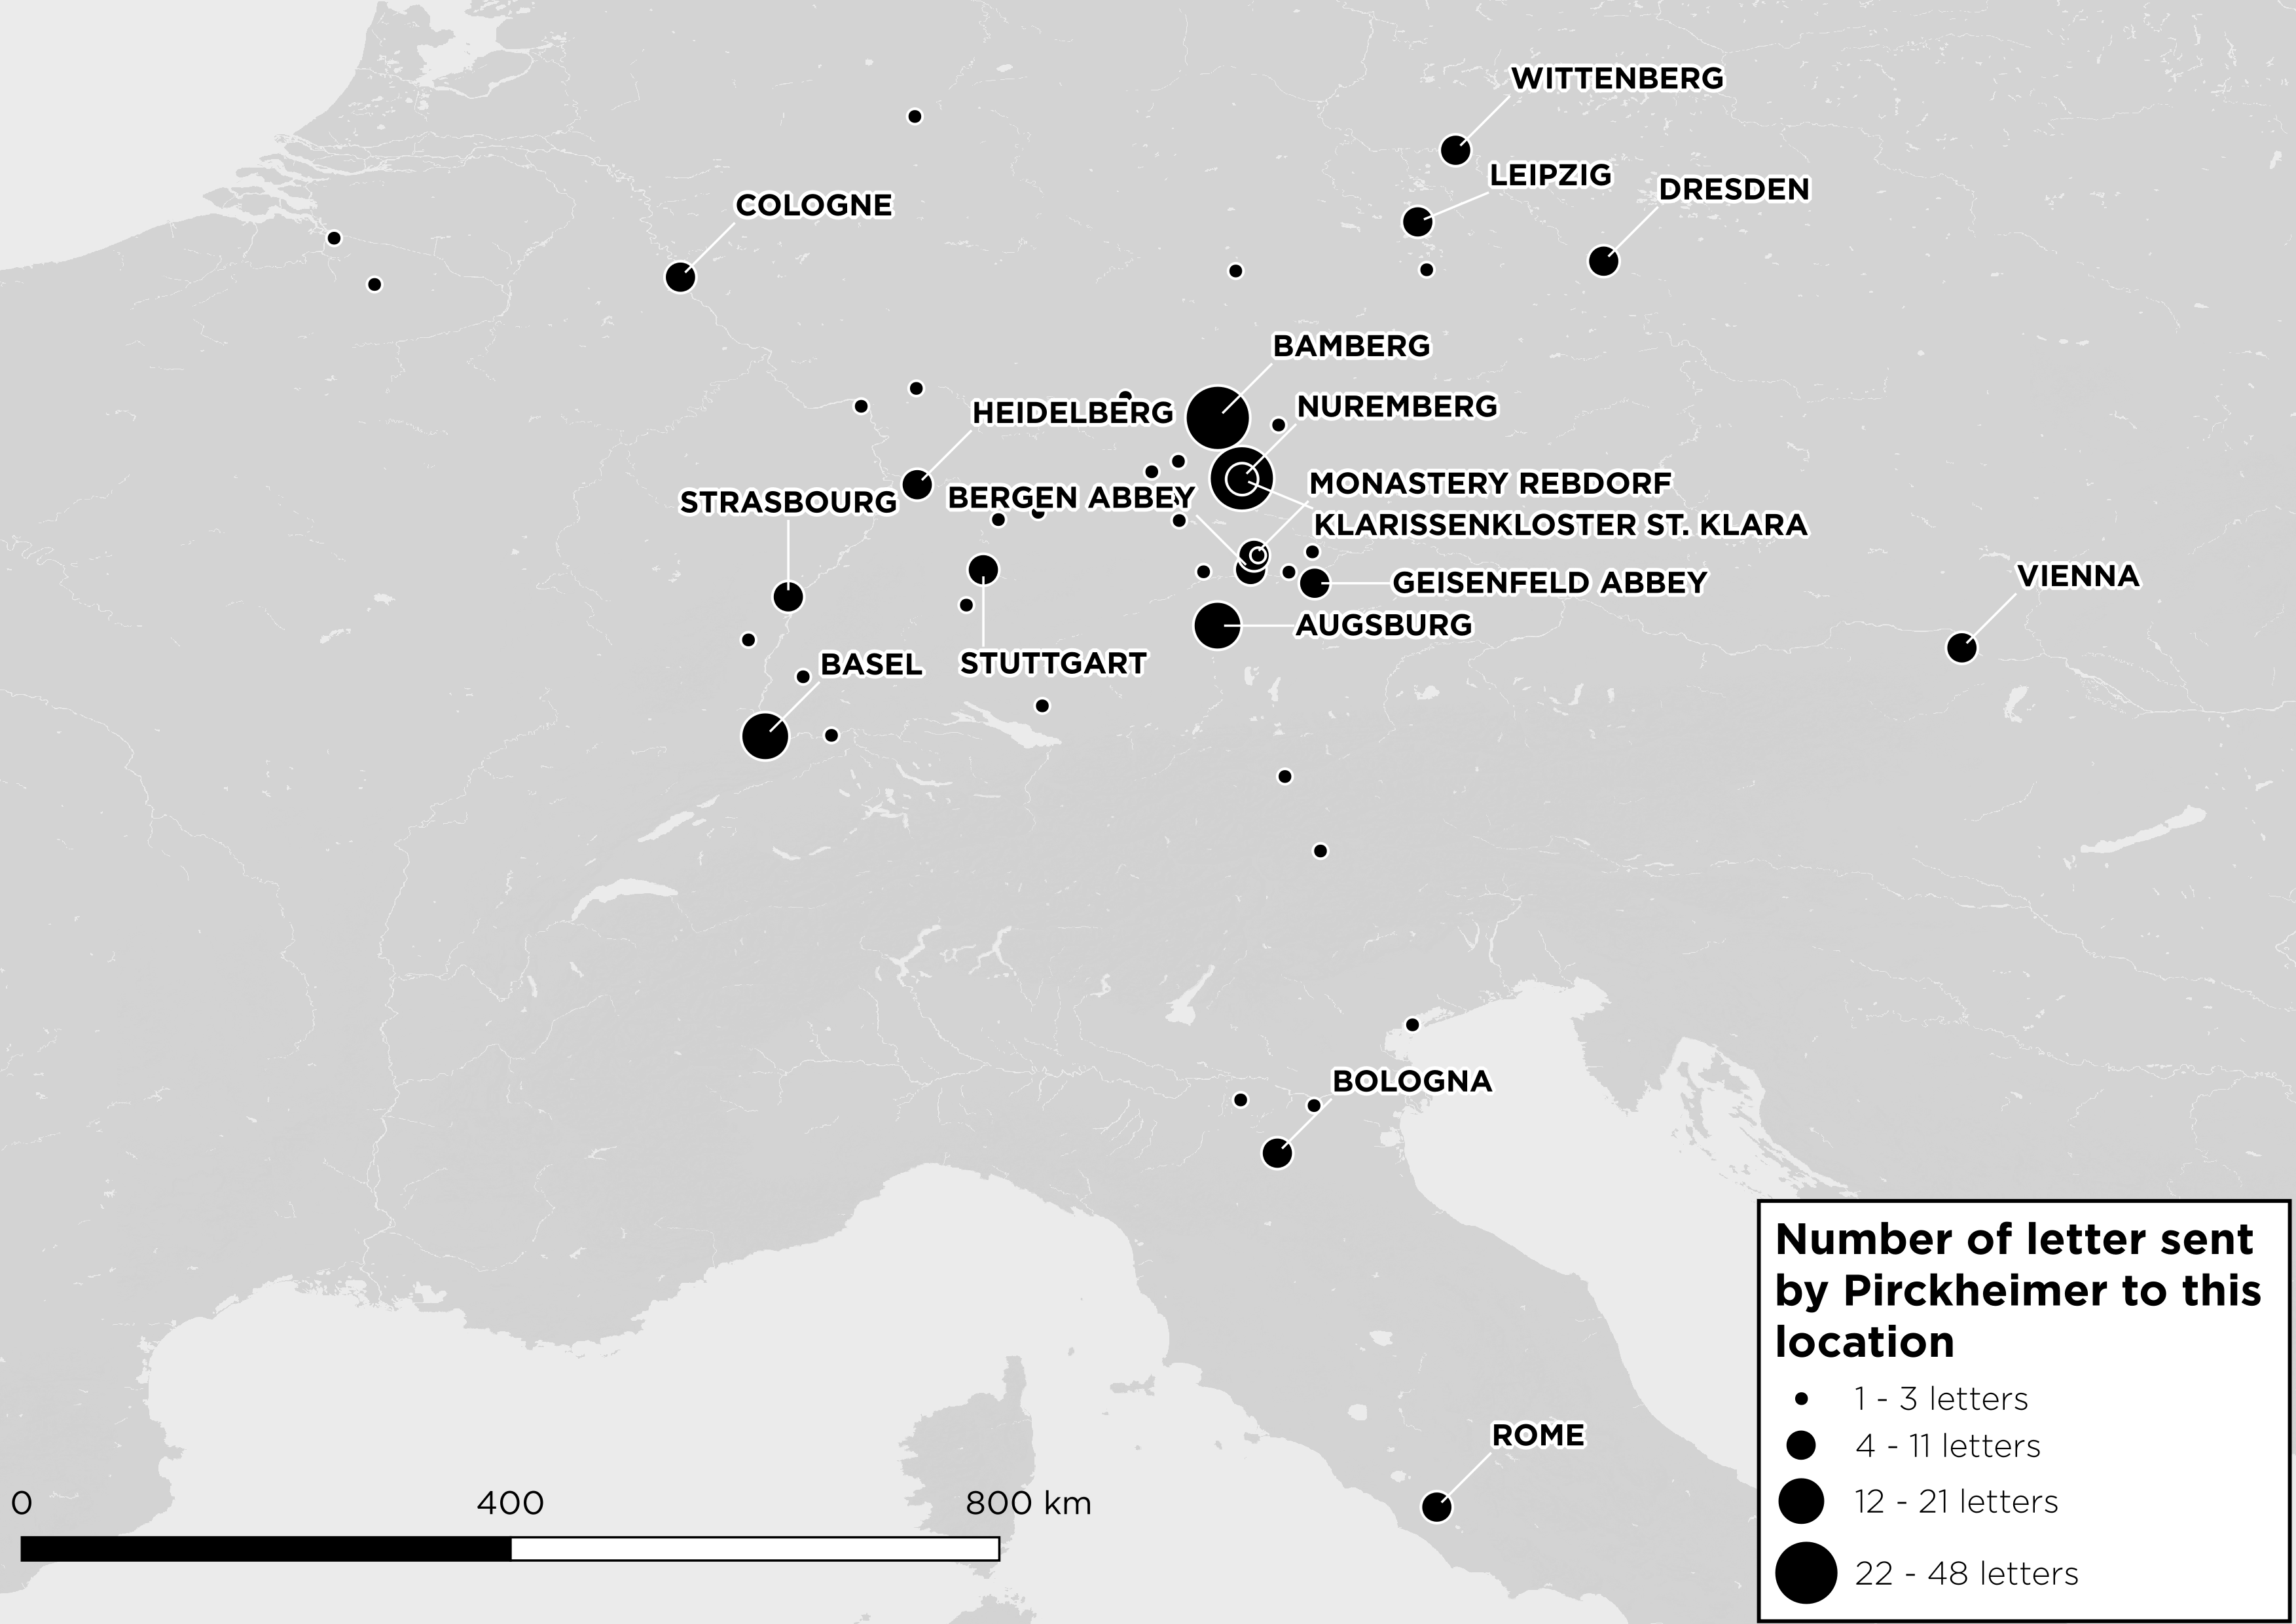 WITTENBERG
LEIPZIG
DRESDEN
COLOGNE
BAMBERG
NUREMBERG
HEIDELBERG
MONASTERY REBDORF
BERGEN ABBEY
STRASBOURG
KLARISSENKLOSTER ST. KLARA
VIENNA
GEISENFELD ABBEY
AUGSBURG
STUTTGART
BASEL
BOLOGNA
ROME
0 400 800 km
Number of letter sent
by Pirckheimer to this
location
1 - 3 letters
4 - 11 letters
12 - 21 letters
22 - 48 letters